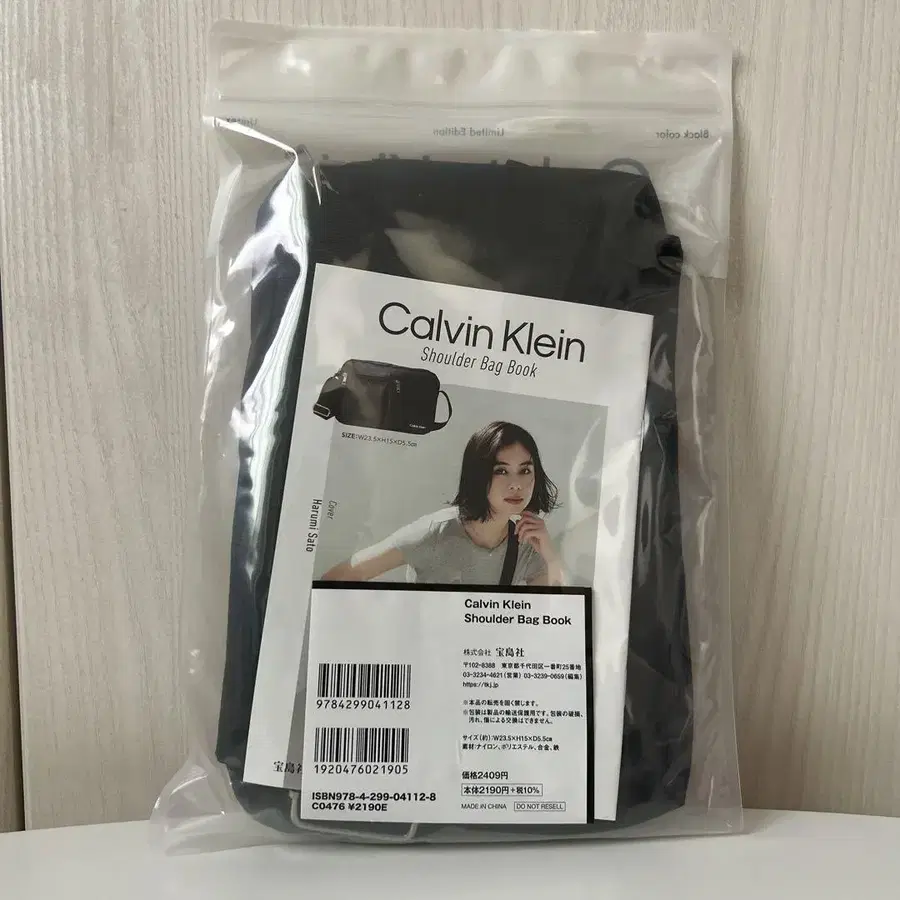 Unisex
Limited Edition
Black color
Calvin Klein
Shoulder Bag Book
SIZE:W23.5×H15×D5.5㎝
Cover
Harumi Sato
宝島社
9784299041128
1920476021905
ISBN978-4-299-04112-8
C0476 ¥2190E
Calvin Klein
Shoulder Bag Book
株式会社 宝島社
〒102-8388 東京都千代田区一番町25番地
03-3234-4621(営業) 03-3239-0659(編集)
https://tkj.jp
※本品の転売を固く禁じます。
※包装は製品の輸送保護用です。包装の破損、
汚れ、傷による交換はできません。
サイズ(約):W23.5×H15×D5.5㎝
素材:ナイロン、ポリエステル、合金、鉄
価格2409円
本体2190円+税10%
MADE IN CHINA DO NOT RESELL